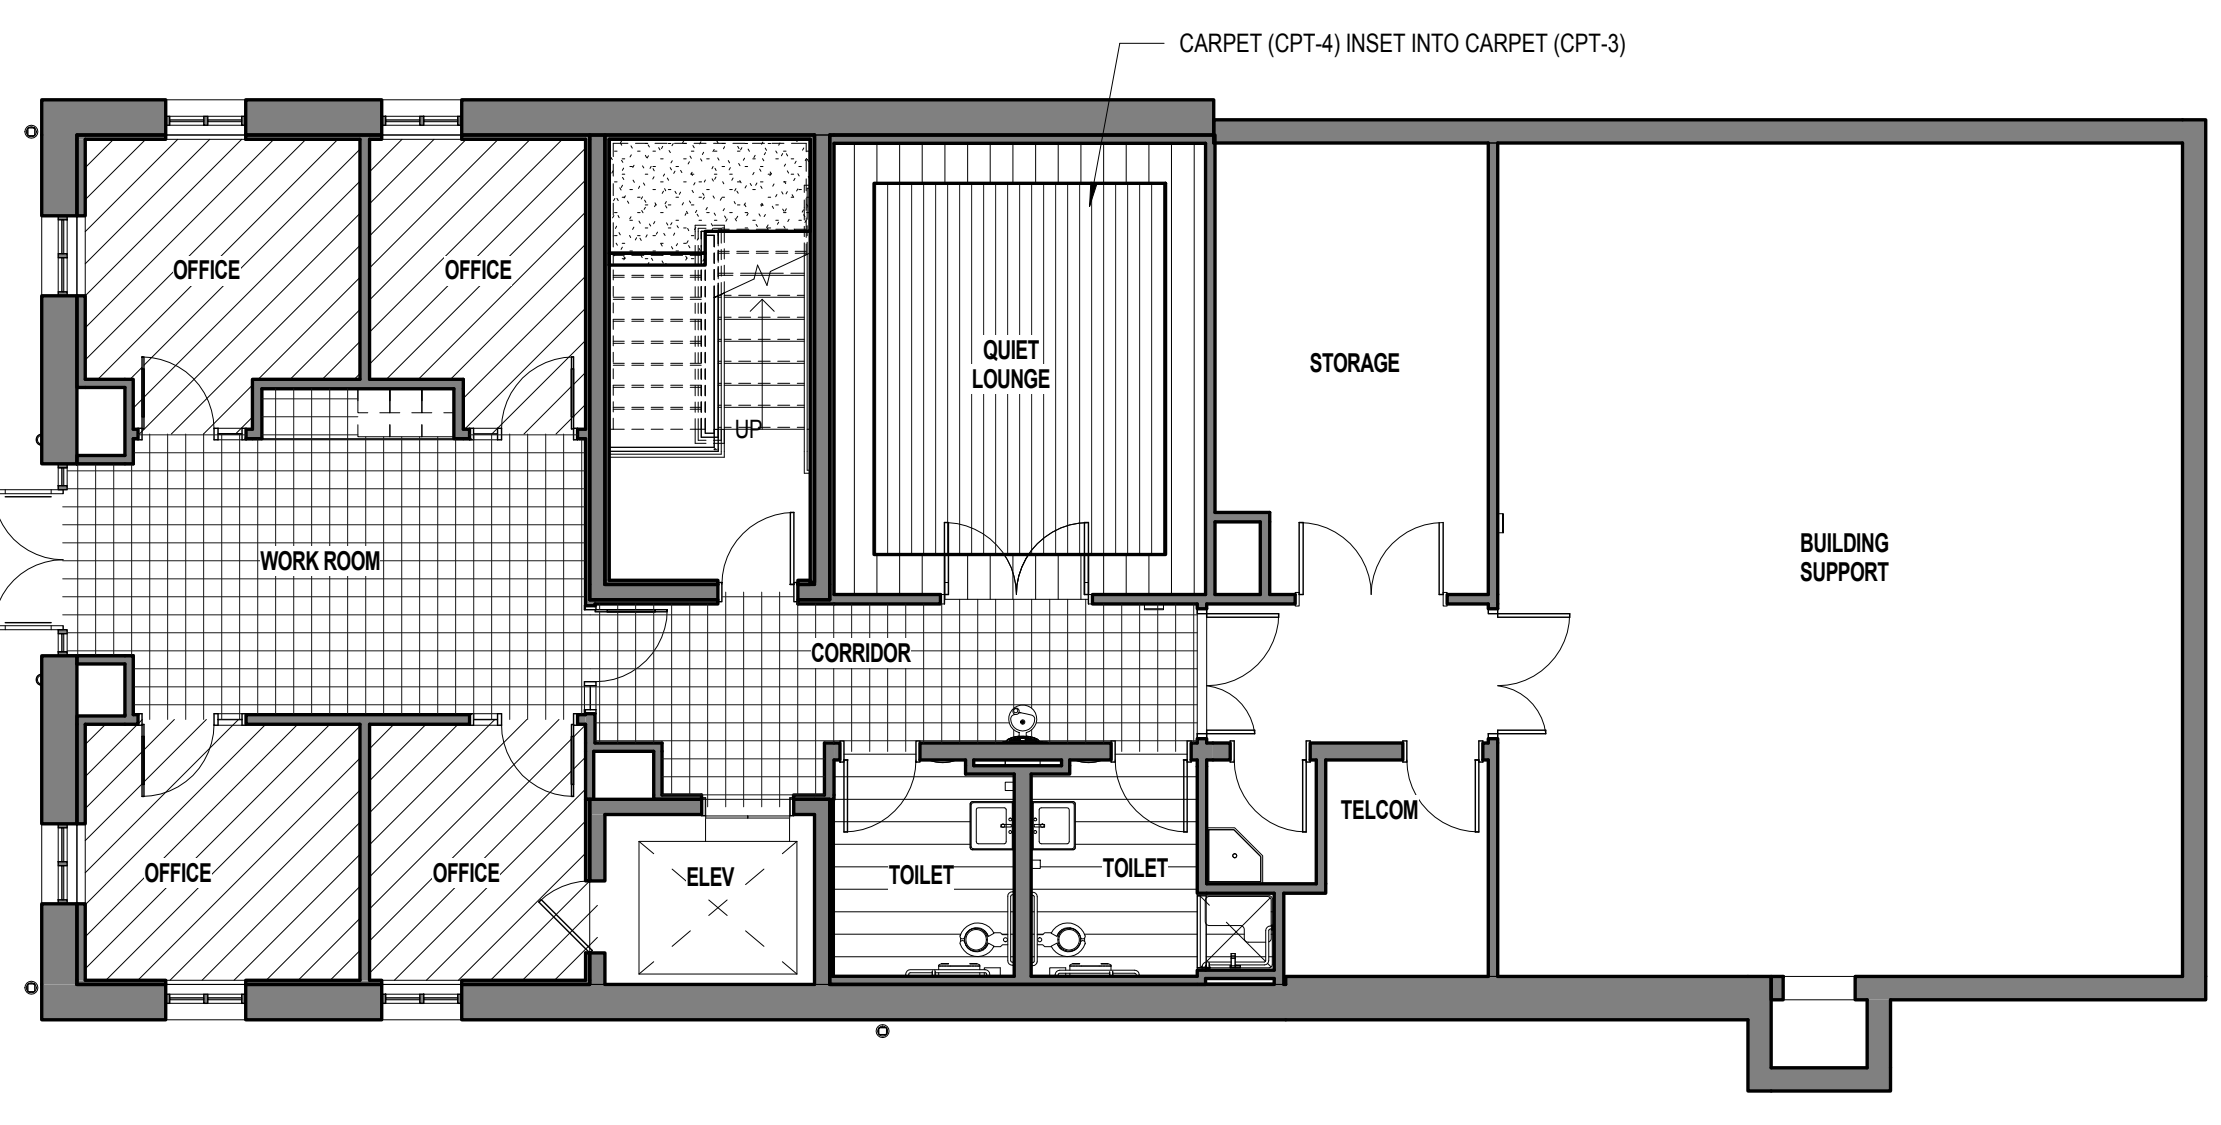 CARPET (CPT-4) INSET INTO CARPET (CPT-3)
OFFICE
OFFICE
QUIET
LOUNGE
STORAGE
UP
BUILDING
SUPPORT
WORK ROOM
CORRIDOR
TELCOM
OFFICE
OFFICE
ELEV
TOILET
TOILET